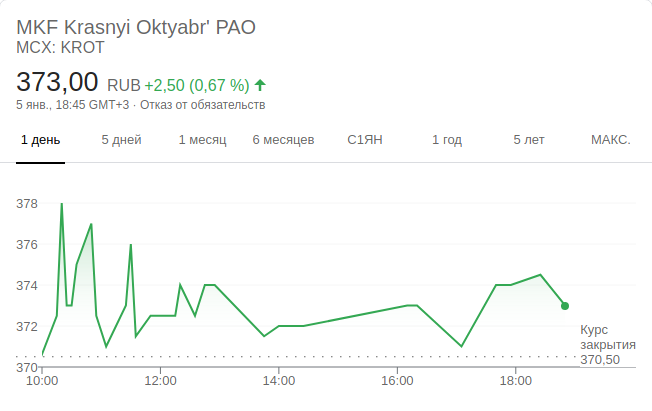 MKF Krasnyi Oktyabr' PAO
MCX: KROT
373,00 RUB +2,50 (0,67 %)
5 янв., 18:45 GMT+3 · Отказ от обязательств
1 день 5 дней 1 месяц 6 месяцев С1ЯН 1 год 5 лет МАКС.
378
376
374
372
370
Курс
закрытия
370,50
10:00 12:00 14:00 16:00 18:00